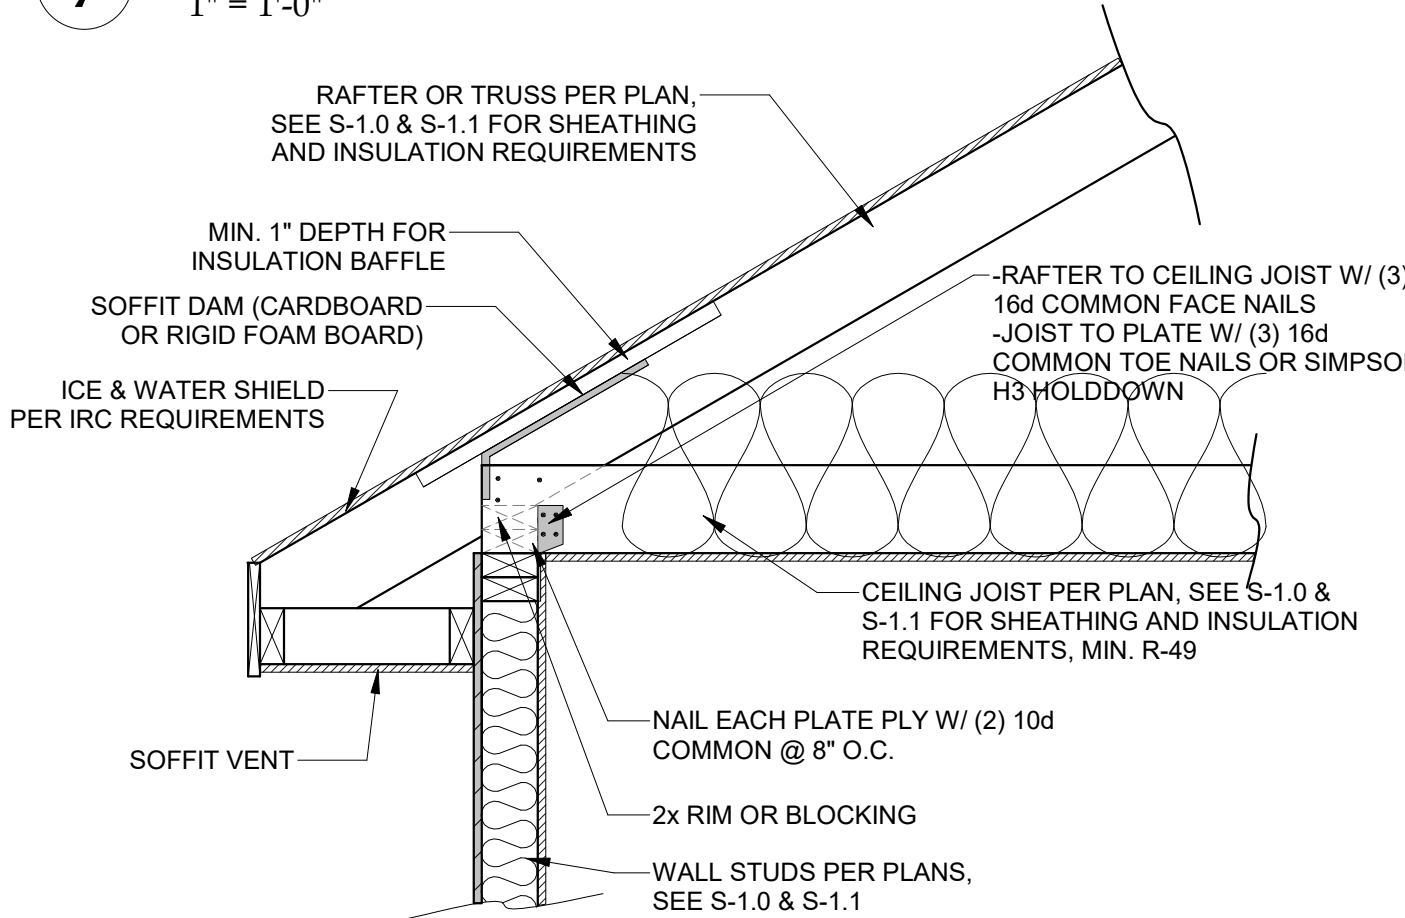 1" = 1'-0"
RAFTER OR TRUSS PER PLAN,
SEE S-1.0 & S-1.1 FOR SHEATHING
AND INSULATION REQUIREMENTS
MIN. 1" DEPTH FOR
INSULATION BAFFLE
SOFFIT DAM (CARDBOARD
OR RIGID FOAM BOARD)
ICE & WATER SHIELD
PER IRC REQUIREMENTS
-RAFTER TO CEILING JOIST W/ (3)
16d COMMON FACE NAILS
-JOIST TO PLATE W/ (3) 16d
COMMON TOE NAILS OR SIMPSO
H3 HOLDDOWN
CEILING JOIST PER PLAN, SEE S-1.0 &
S-1.1 FOR SHEATHING AND INSULATION
REQUIREMENTS, MIN. R-49
NAIL EACH PLATE PLY W/ (2) 10d
COMMON @ 8" O.C.
SOFFIT VENT
2x RIM OR BLOCKING
WALL STUDS PER PLANS,
SEE S-1.0 & S-1.1